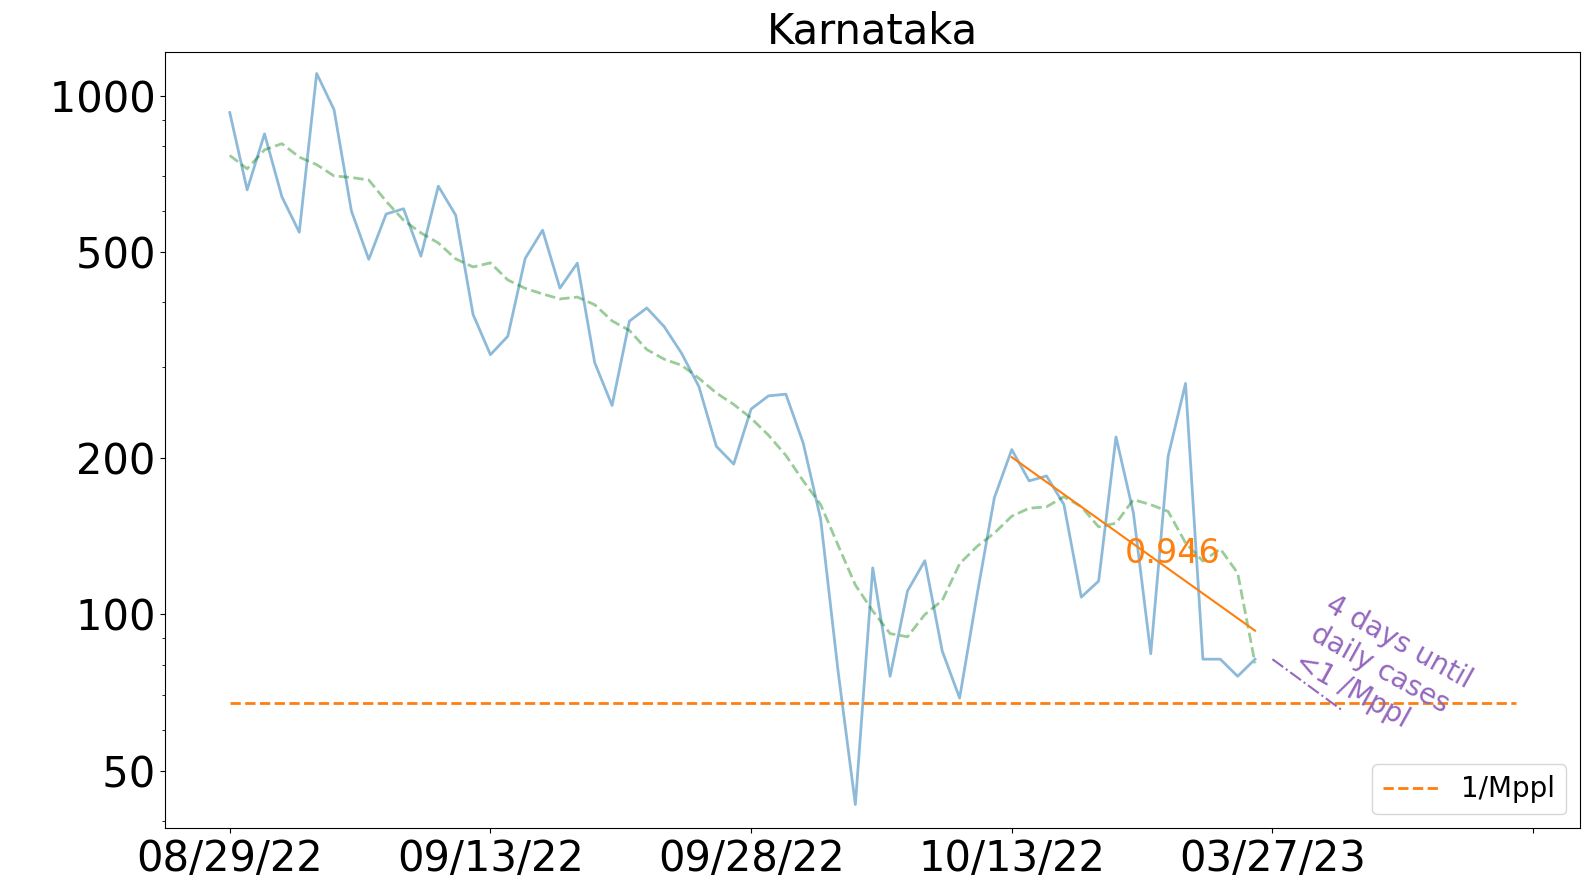 Karnataka
1000
500
200
100
50
0.946
4 days until
daily cases
<1 /Mppl
1/Mppl
08/29/22
09/13/22
09/28/22
10/13/22
03/27/23